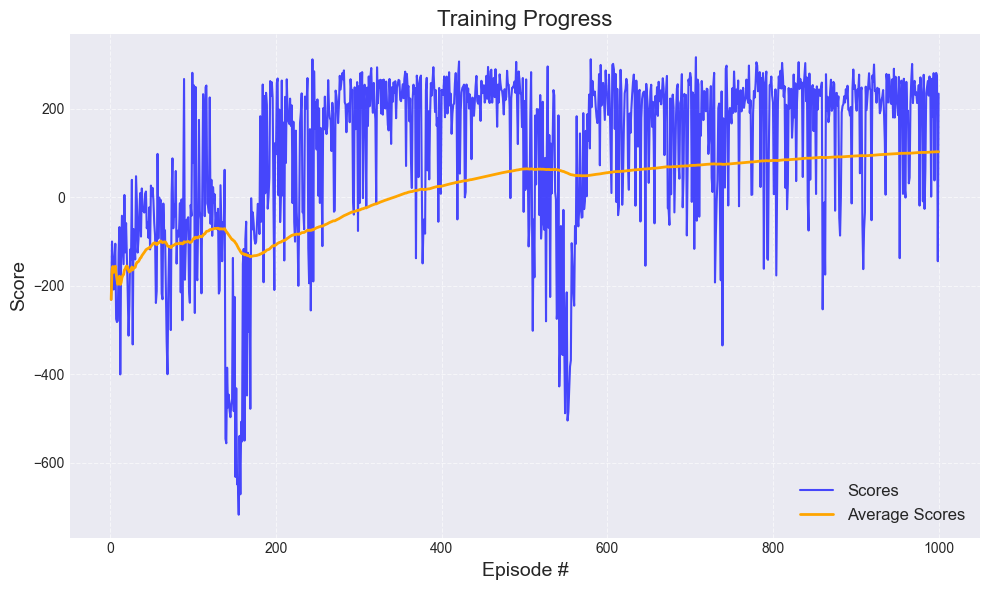 Training Progress
Score
200
0
−200
−400
−600
0
200
400
600
800
1000
Episode #
Scores
Average Scores